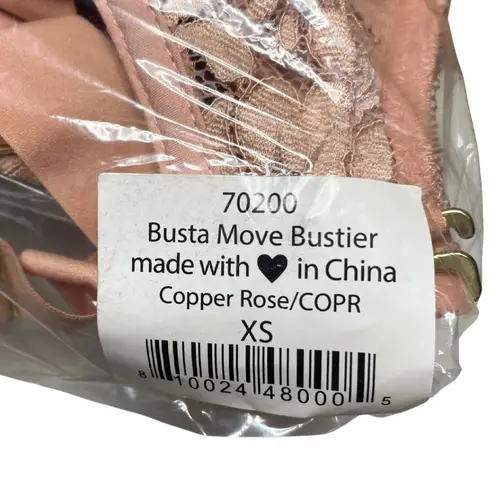 70200
Busta Move Bustier
made with ♥ in China
Copper Rose/COPR
XS
8 10024 48000 5